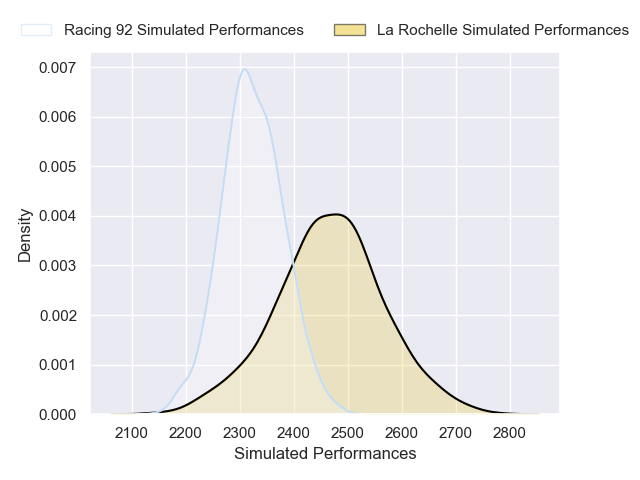 Racing 92 Simulated Performances
La Rochelle Simulated Performances
0.007
0.006
0.005
0.004
0.003
0.002
0.001
0.000
Density
2100 2200 2300 2400 2500 2600 2700 2800
Simulated Performances